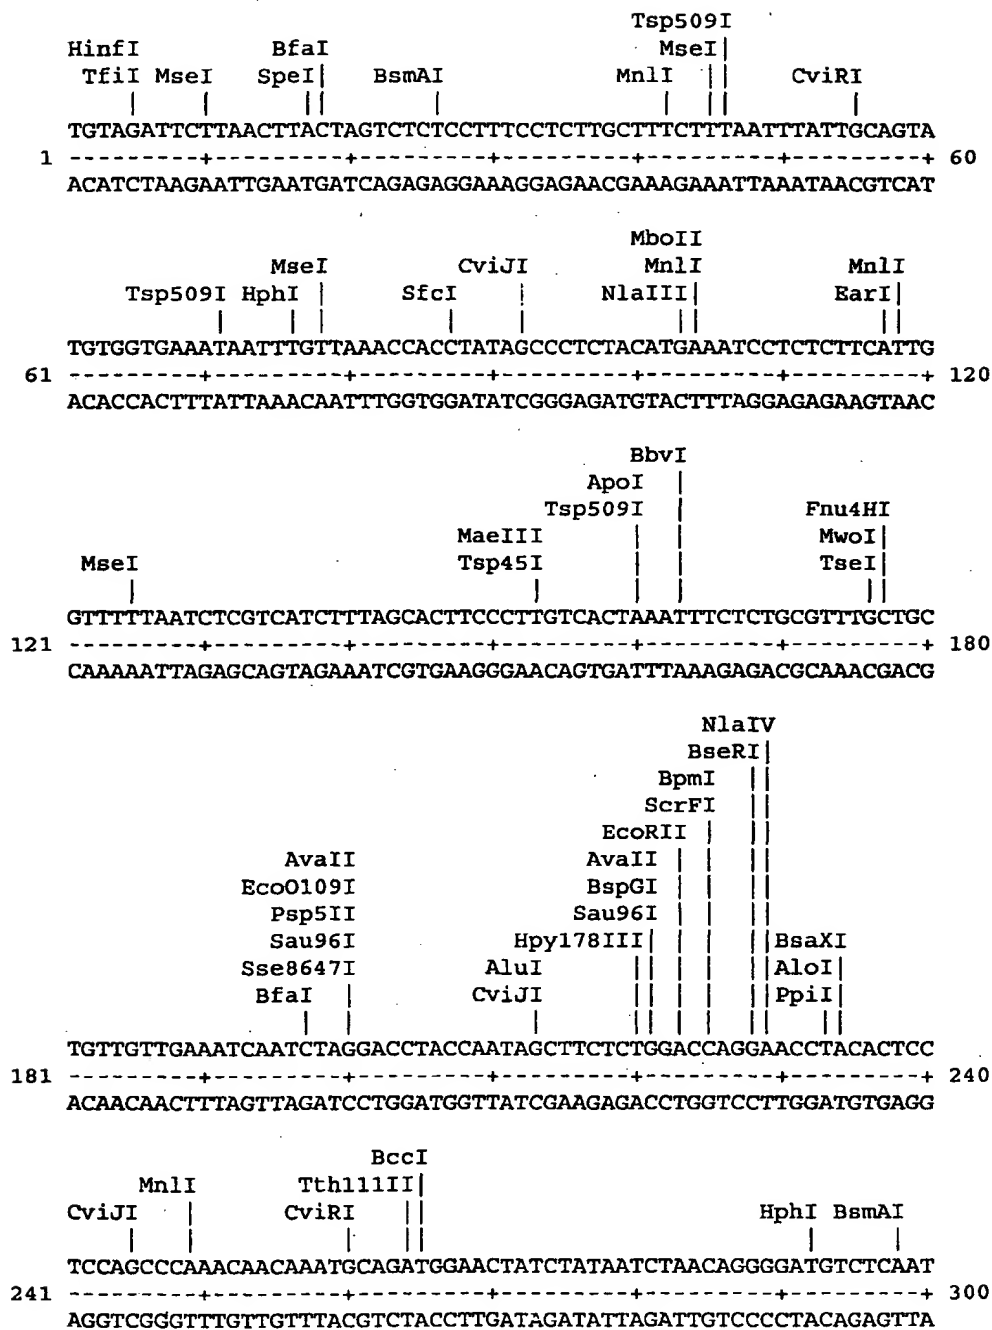 Tsp509I
HinfI BfaI MseI|
TfiI MseI SpeI| BsmAI MnlI || CviRI
| | || | | || |
TGTAGATTCTTAACTTACTAGTCTCTCCTTTCCTCTTGCTTTCTTTAATTTATTGCAGTA
1 ---------+---------+---------+---------+---------+---------+ 60
ACATCTAAGAATTGAATGATCAGAGAGGAAAGGAGAACGAAAGAAATTAAATAACGTCAT
MboII
MseI CviJI MnlI MnlI
Tsp509I HphI | SfcI | NlaIII| EarI|
| | | | | || ||
TGTGGTGAAATAATTTGTTAAACCACCTATAGCCCTCTACATGAAATCCTCTCTTCATTG
61 ---------+---------+---------+---------+---------+---------+ 120
ACACCACTTTATTAAACAATTTGGTGGATATCGGGAGATGTACTTTAGGAGAGAAGTAAC
BbvI
ApoI |
Tsp509I | Fnu4HI
MaeIII | | MwoI|
MseI Tsp45I | | TseI|
| | | | ||
GTTTTTAATCTCGTCATCTTTAGCACTTCCCTTGTCACTAAATTTCTCTGCGTTTGCTGC
121 ---------+---------+---------+---------+---------+---------+ 180
CAAAAATTAGAGCAGTAGAAATCGTGAAGGGAACAGTGATTTAAAGAGACGCAAACGACG
NlaIV
BseRI|
BpmI ||
ScrFI ||
EcoRII | ||
AvaII AvaII | | ||
EcoO109I BspGI | | ||
Psp5II Sau96I | | ||
Sau96I Hpy178III| | | || BsaXI
Sse8647I AluI || | | || AloI|
BfaI | CviJI || | | || PpiI|
| | | || | | || ||
TGTTGTTGAAATCAATCTAGGACCTACCAATAGCTTCTCTGGACCAGGAACCTACACTCC
181 ---------+---------+---------+---------+---------+---------+ 240
ACAACAACTTTAGTTAGATCCTGGATGGTTATCGAAGAGACCTGGTCCTTGGATGTGAGG
BccI
MnlI Tth111II|
CviJI | CviRI || HphI BsmAI
| | | || | |
TCCAGCCCAAACAACAAATGCAGATGGAACTATCTATAATCTAACAGGGGATGTCTCAAT
241 ---------+---------+---------+---------+---------+---------+ 300
AGGTCGGGTTTGTTGTTTACGTCTACCTTGATAGATATTAGATTGTCCCCTACAGAGTTA